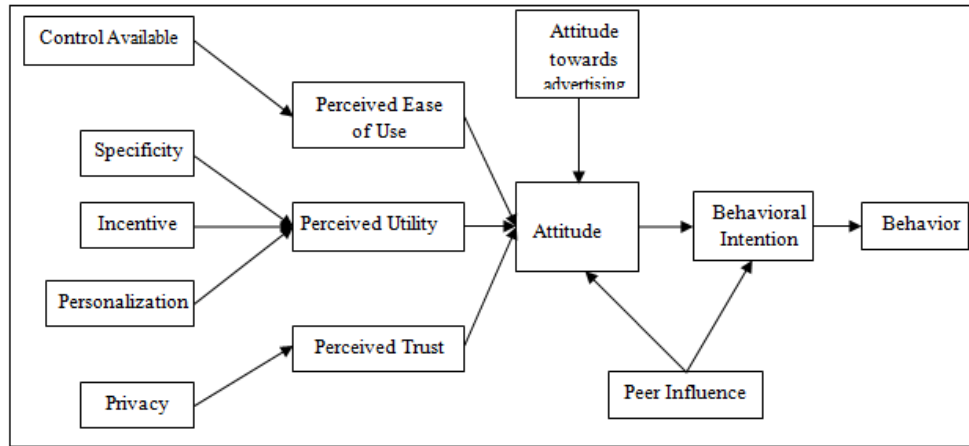 Control Available
Attitude
towards
advertising
Perceived Ease
of Use
Specificity
Incentive
Perceived Utility
Attitude
Behavioral
Intention
Behavior
Personalization
Perceived Trust
Privacy
Peer Influence